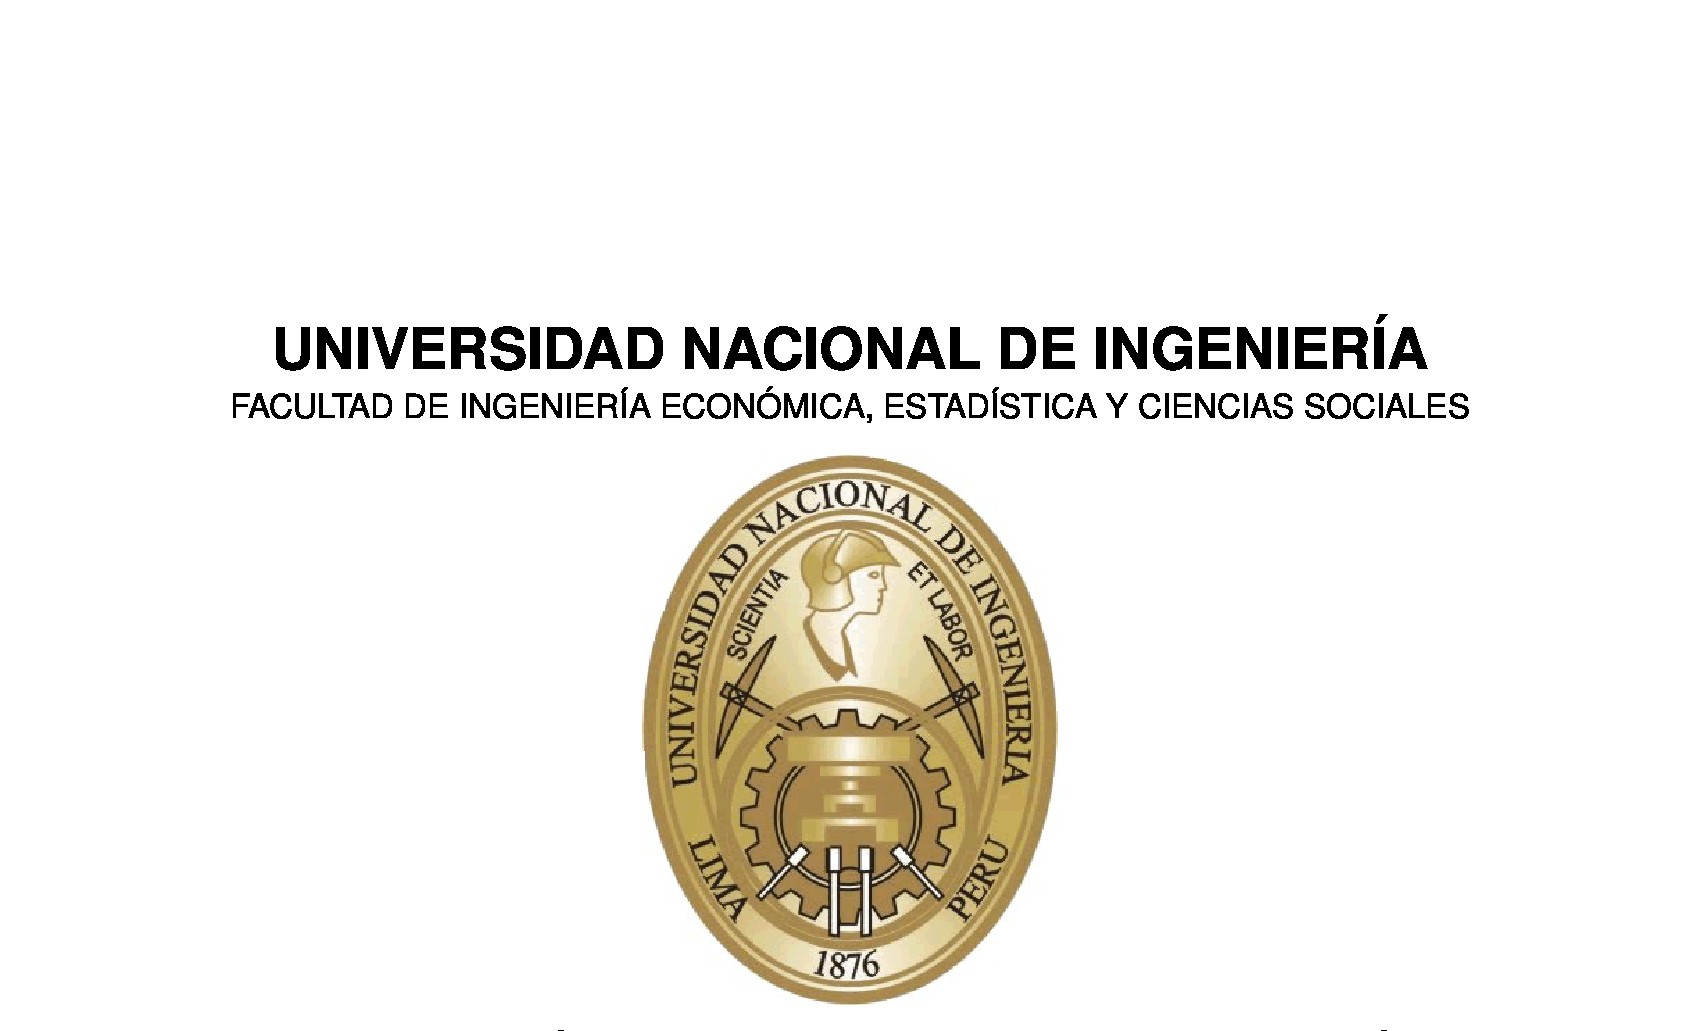 UNIVERSIDAD NACIONAL DE INGENIERÍA
FACULTAD DE INGENIERÍA ECONÓMICA, ESTADÍSTICA Y CIENCIAS SOCIALES
UNIVERSIDAD NACIONAL DE INGENIERIA
SCIENTIA
ET LABOR
LIMA
PERU
1876